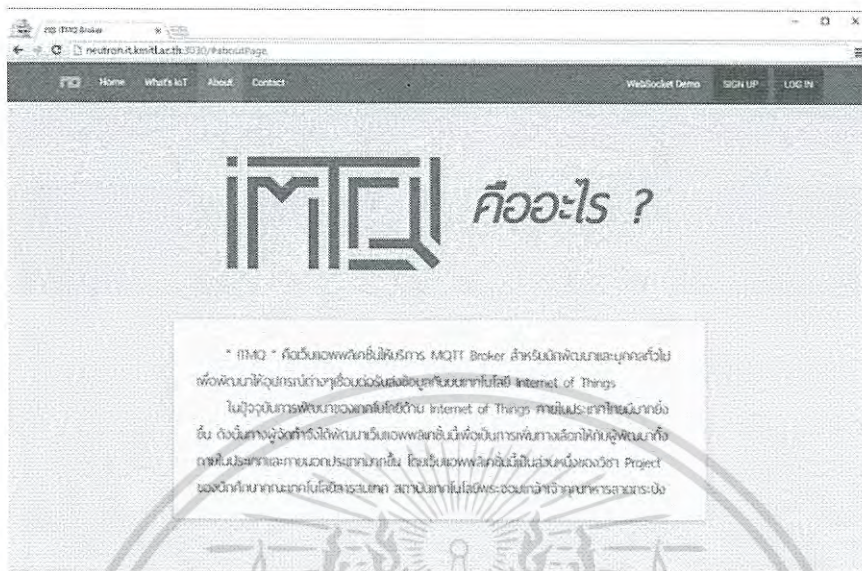 ITMQ Broker
neutron.it.kmitl.ac.th:3030/#aboutPage
Home What's IoT About Contact WebSocket Demo SIGN UP LOG IN
iTMQ คืออะไร ?
" iTMQ " คือเว็บแอพพลิเคชั่นให้บริการ MQTT Broker สำหรับนักพัฒนาและบุคคลทั่วไป
เพื่อพัฒนาให้อุปกรณ์ต่างๆเชื่อมต่อรับส่งข้อมูลกันบนเทคโนโลยี Internet of Things
ในปัจจุบันการพัฒนาของเทคโนโลยีด้าน Internet of Things ภายในประเทศไทยมีมากยิ่ง
ขึ้น ดังนั้นทางผู้จัดทำจึงได้พัฒนาเว็บแอพพลิเคชั่นนี้เพื่อเป็นการเพิ่มทางเลือกให้กับผู้พัฒนาทั้ง
ภายในประเทศและภายนอกประเทศมากขึ้น โดยเว็บแอพพลิเคชั่นนี้เป็นส่วนหนึ่งของวิชา Project
ของนักศึกษาคณะเทคโนโลยีสารสนเทศ สถาบันเทคโนโลยีพระจอมเกล้าเจ้าคุณทหารลาดกระบัง